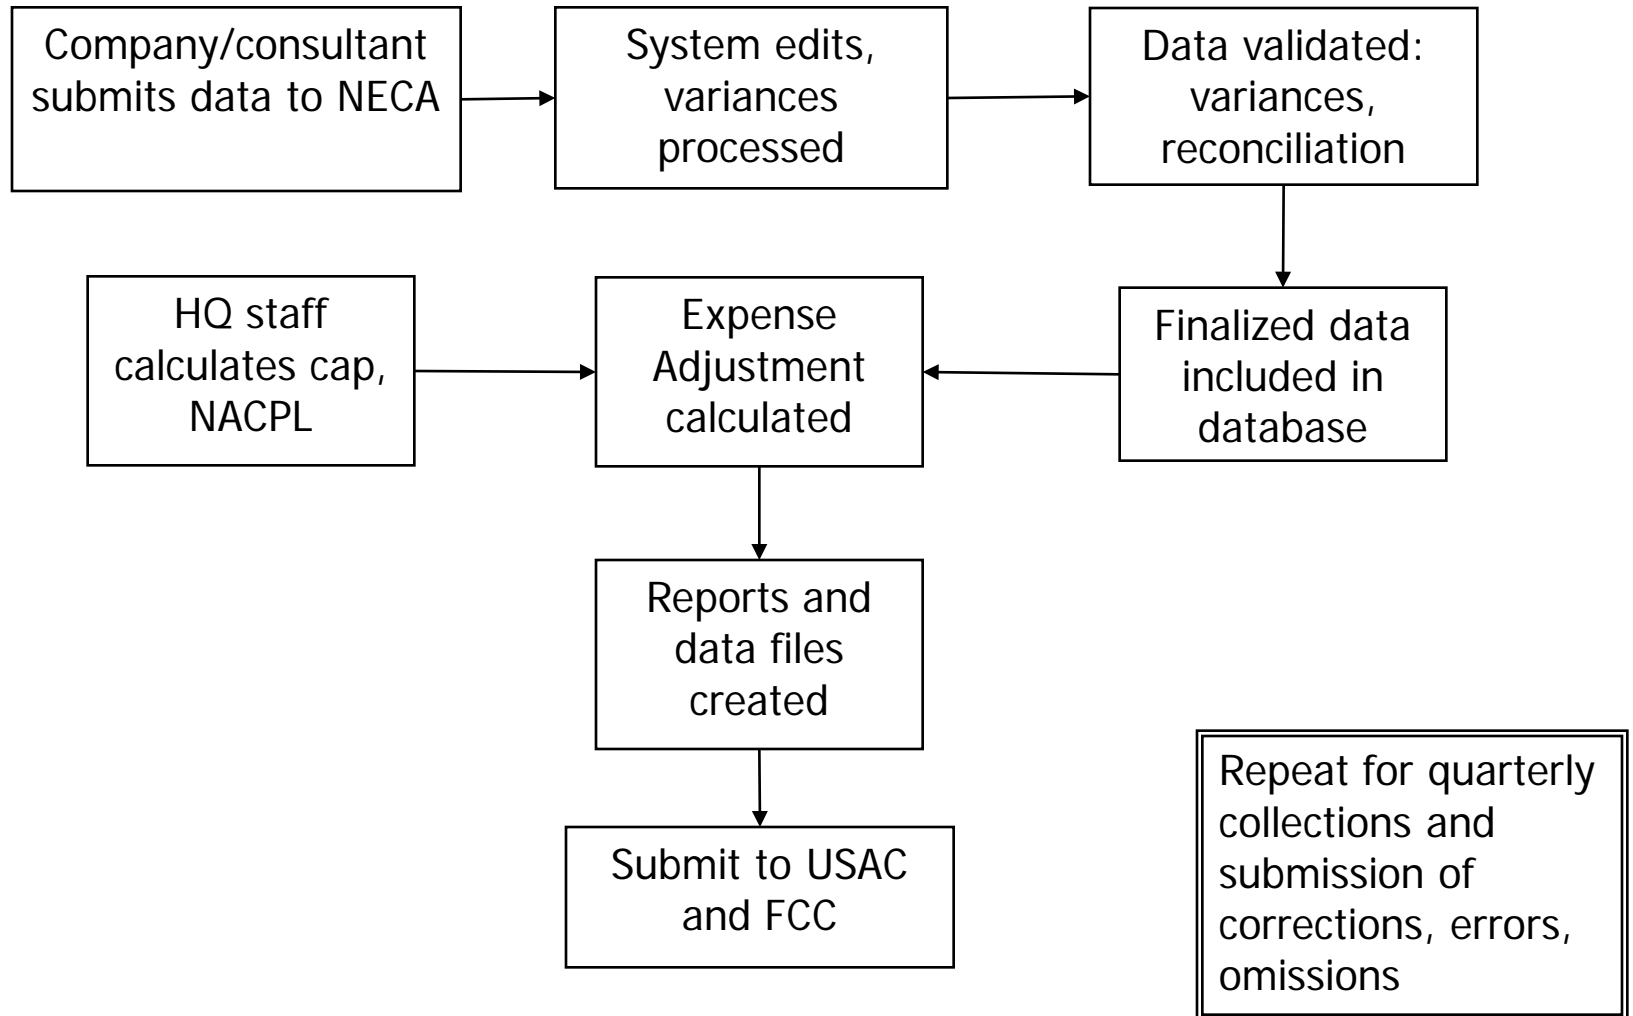 Company/consultant
submits data to NECA
System edits,
variances
processed
Data validated:
variances,
reconciliation
HQ staff
calculates cap,
NACPL
Expense
Adjustment
calculated
Finalized data
included in
database
Reports and
data files
created
Submit to USAC
and FCC
Repeat for quarterly
collections and
submission of
corrections, errors,
omissions